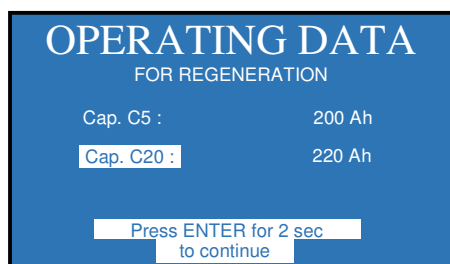 OPERATING DATA
FOR REGENERATION
Cap. C5 : 200 Ah
Cap. C20 : 220 Ah
Press ENTER for 2 sec
to continue